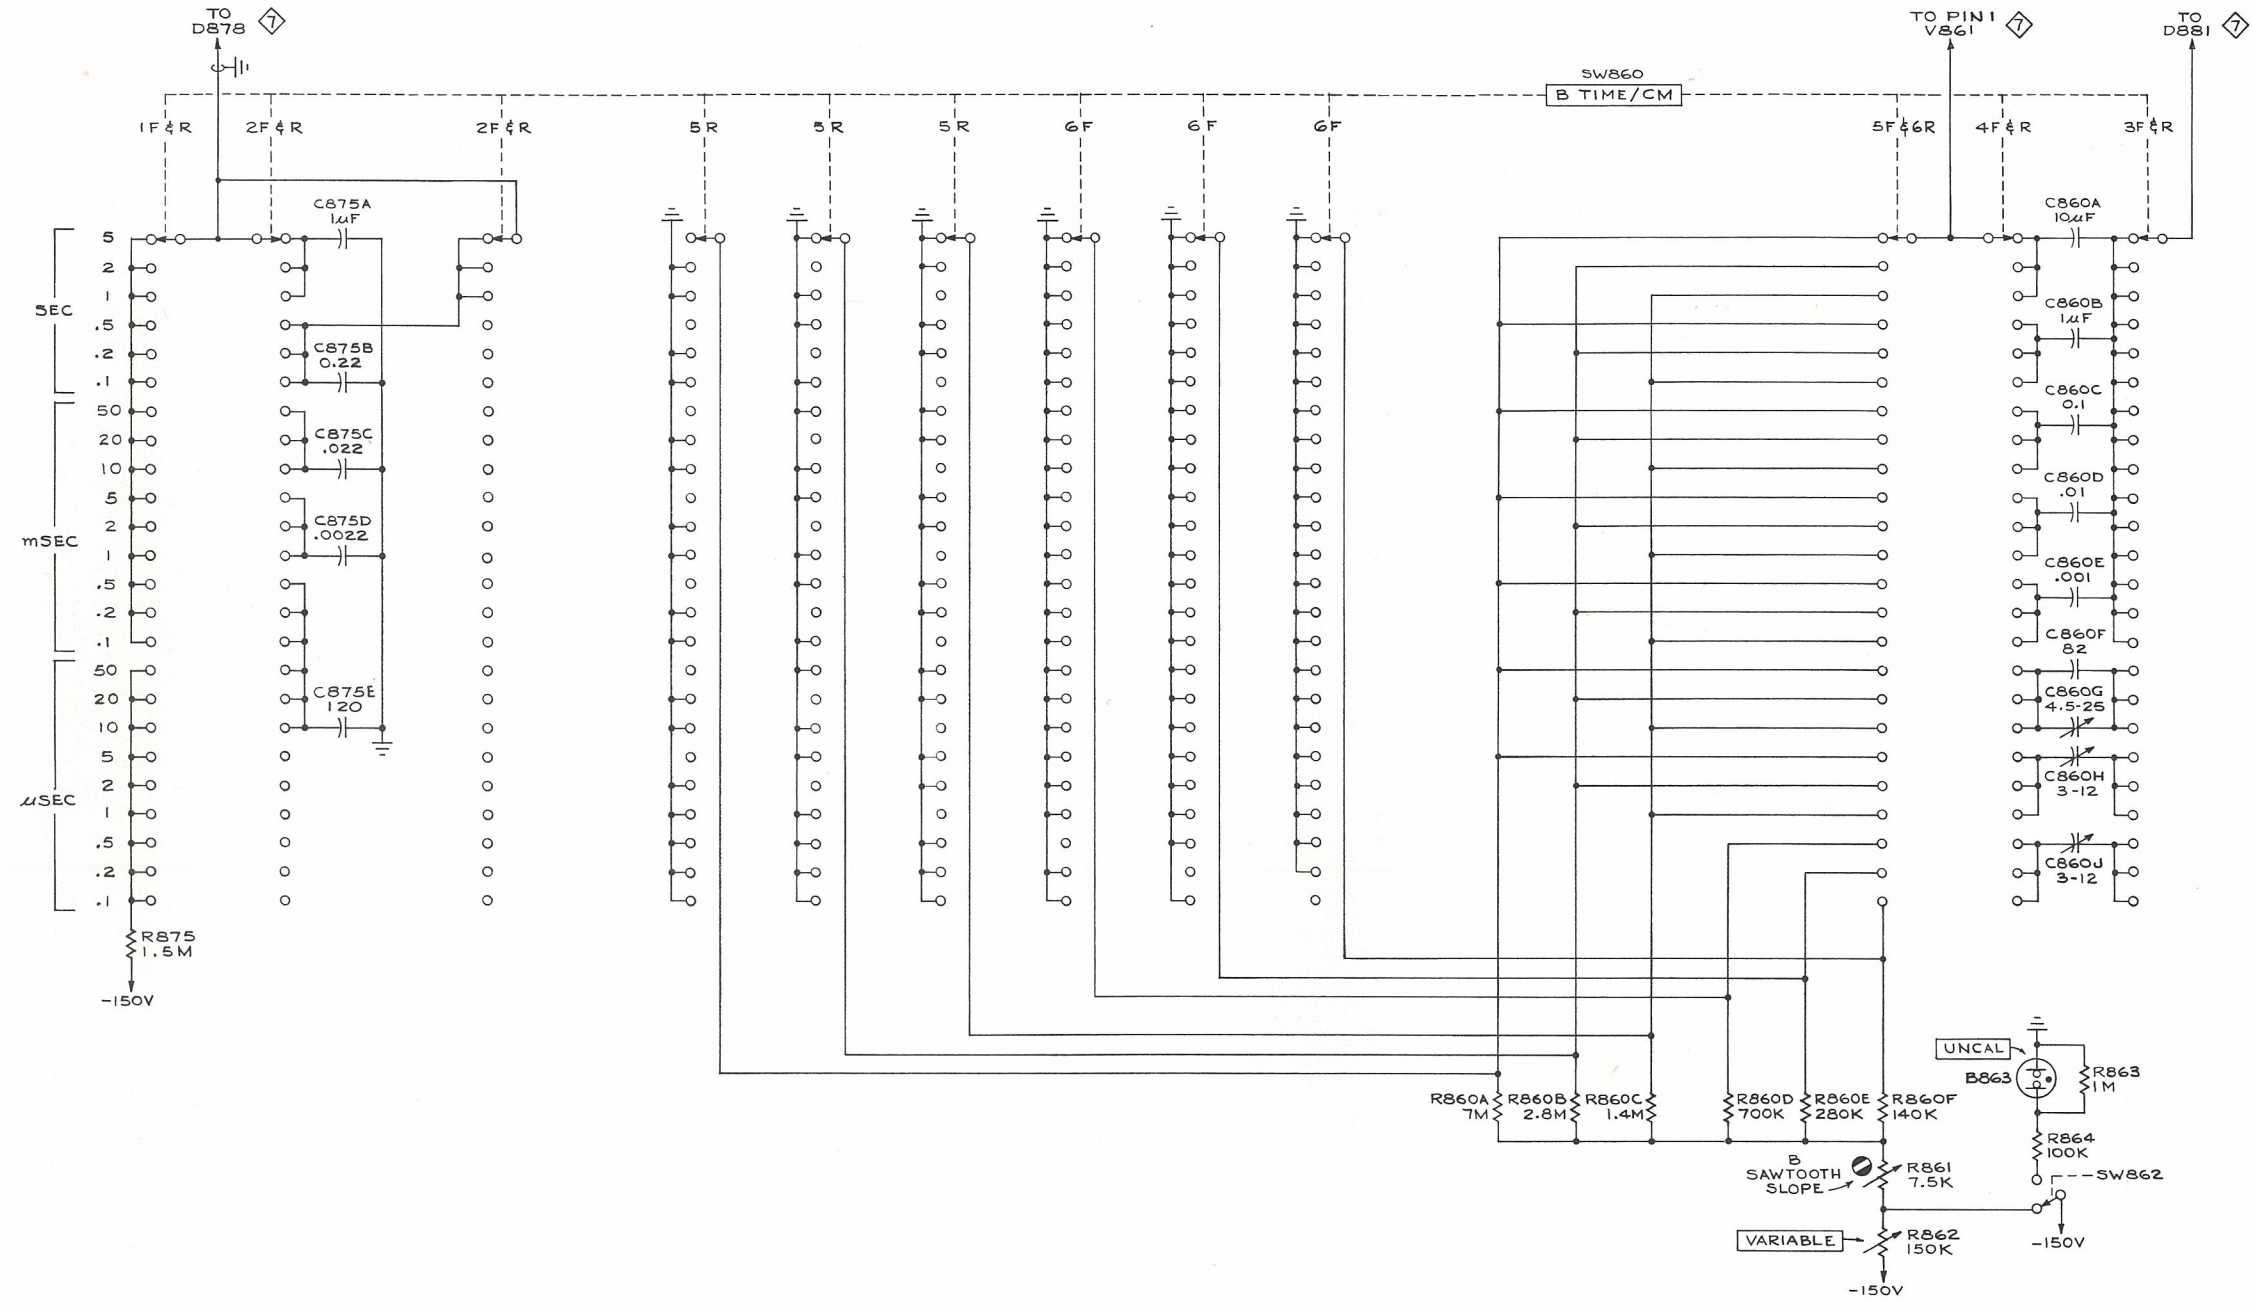 TO
D878
7
TO PIN 1
V861
7
TO
D881
7
SW860
B TIME/CM
1F & R
2F & R
2F & R
5R
5R
5R
6F
6F
6F
5F & 6R
4F & R
3F & R
SEC
5
2
1
.5
.2
.1
mSEC
50
20
10
5
2
1
.5
.2
.1
µSEC
50
20
10
5
2
1
.5
.2
.1
C875A
1µF
C875B
0.22
C875C
.022
C875D
.0022
C875E
120
R875
1.5M
-150V
C860A
10µF
C860B
1µF
C860C
0.1
C860D
.01
C860E
.001
C860F
82
C860G
4.5-25
C860H
3-12
C860J
3-12
R860A
7M
R860B
2.8M
R860C
1.4M
R860D
700K
R860E
280K
R860F
140K
B
SAWTOOTH
SLOPE
R861
7.5K
VARIABLE
R862
150K
-150V
UNCAL
B863
R863
1M
R864
100K
SW862
-150V